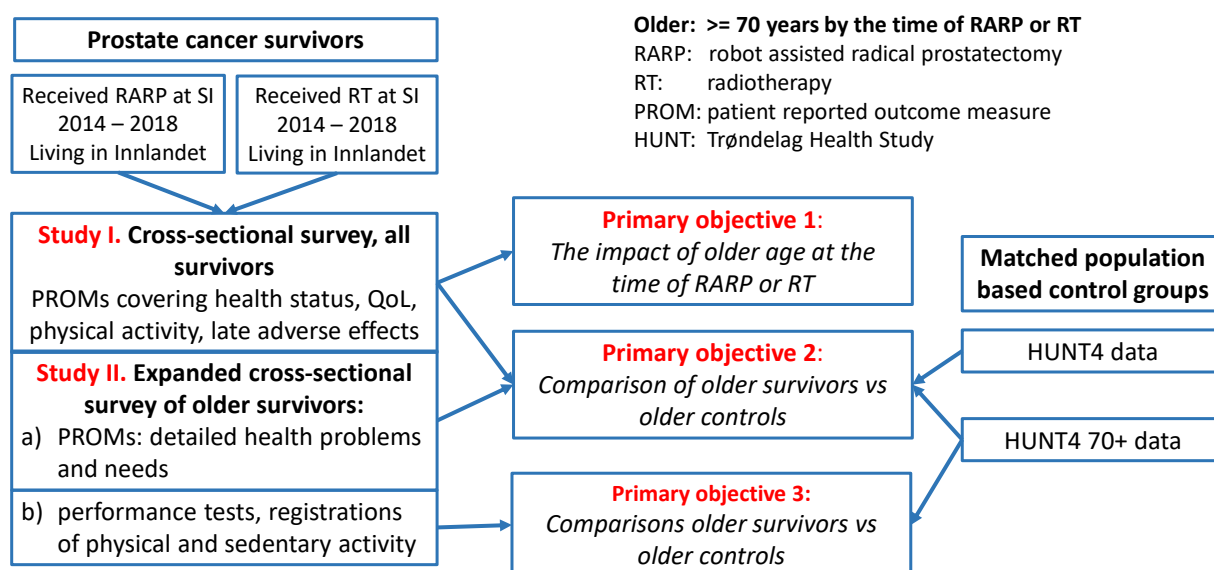 Prostate cancer survivors
Older: >= 70 years by the time of RARP or RT
RARP: robot assisted radical prostatectomy
RT: radiotherapy
PROM: patient reported outcome measure
HUNT: Trøndelag Health Study
Received RARP at SI
2014 – 2018
Living in Innlandet
Received RT at SI
2014 – 2018
Living in Innlandet
Study I. Cross-sectional survey, all
survivors
PROMs covering health status, QoL,
physical activity, late adverse effects
Study II. Expanded cross-sectional
survey of older survivors:
a) PROMs: detailed health problems
and needs
b) performance tests, registrations
of physical and sedentary activity
Primary objective 1:
The impact of older age at the
time of RARP or RT
Primary objective 2:
Comparison of older survivors vs
older controls
Primary objective 3:
Comparisons older survivors vs
older controls
Matched population
based control groups
HUNT4 data
HUNT4 70+ data